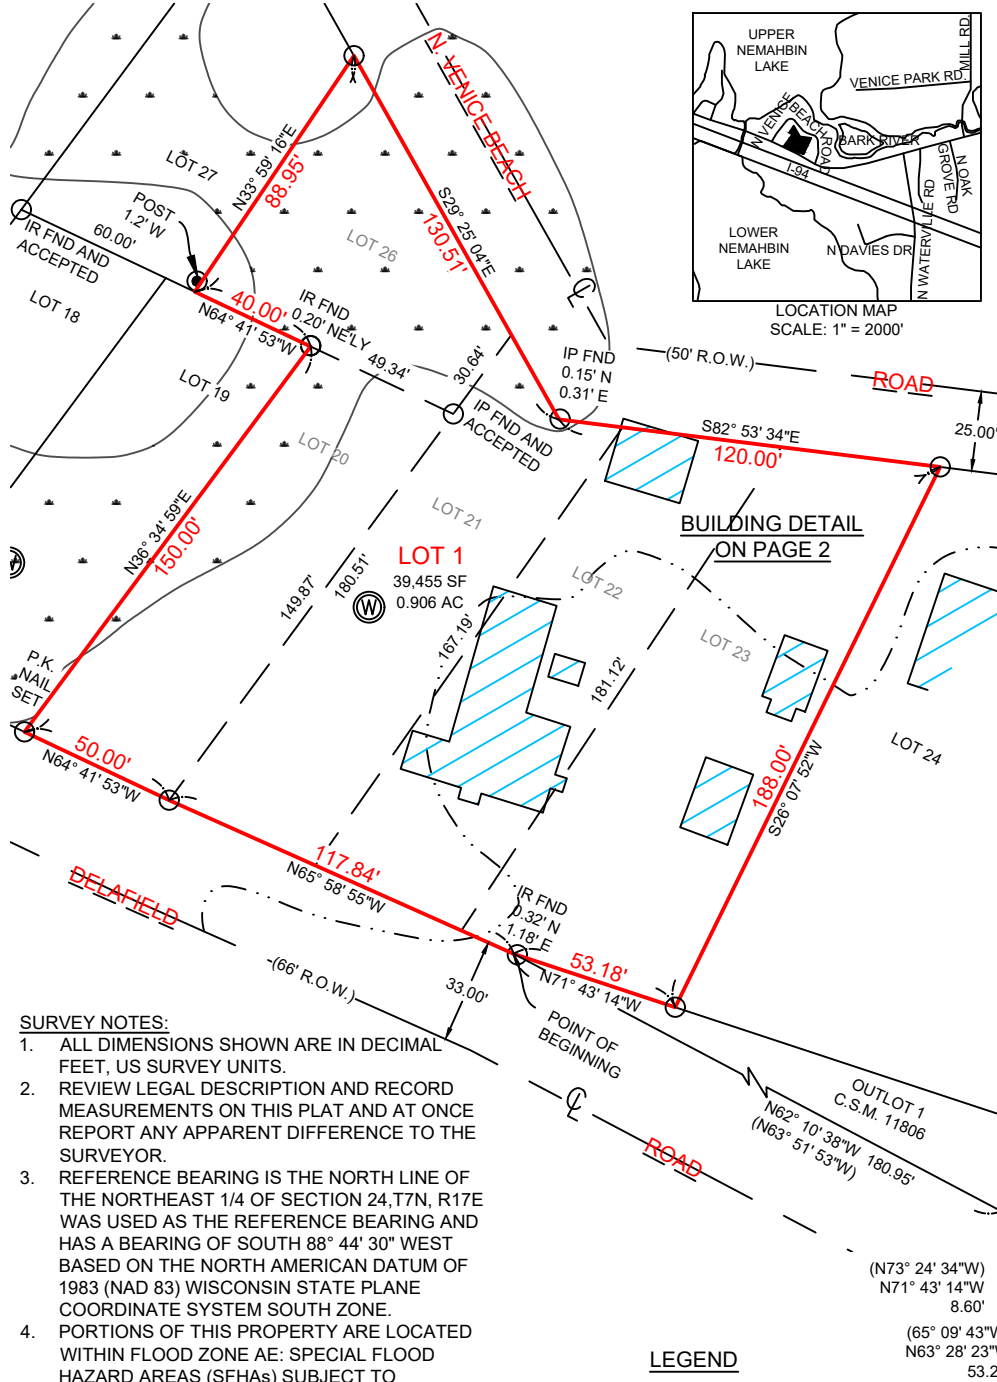 UPPER
NEMAHBIN
LAKE
VENICE PARK RD.
MILL RD.
N VENICE BEACH ROAD
BARK RIVER
I-94
N OAK
GROVE RD
N WATERVILLE RD
LOWER
NEMAHBIN
LAKE
N DAVIES DR
LOCATION MAP
SCALE: 1" = 2000'
N. VENICE BEACH
ROAD
(50' R.O.W.)
25.00'
LOT 27
N33° 59' 16"E
88.95'
POST
1.2' W
60.00'
IR FND AND
ACCEPTED
LOT 18
LOT 26
S29° 25' 04"E
130.51'
40.00'
N64° 41' 53"W
IR FND
0.20' NE'LY
49.34'
30.64'
IP FND
0.15' N
0.31' E
IP FND AND
ACCEPTED
LOT 19
LOT 20
S82° 53' 34"E
120.00'
BUILDING DETAIL
ON PAGE 2
LOT 21
LOT 1
39,455 SF
0.906 AC
W
W
N36° 34' 59"E
150.00'
149.87'
180.51'
167.19'
181.12'
LOT 22
LOT 23
LOT 24
188.00'
S26° 07' 52"W
P.K.
NAIL
SET
50.00'
N64° 41' 53"W
117.84'
N65° 58' 55"W
IR FND
0.32' N
1.18' E
53.18'
N71° 43' 14"W
DELAFIELD
ROAD
(66' R.O.W.)
33.00'
POINT OF
BEGINNING
OUTLOT 1
C.S.M. 11806
N62° 10' 38"W 180.95'
(N63° 51' 53"W)
SURVEY NOTES:
1. ALL DIMENSIONS SHOWN ARE IN DECIMAL
FEET, US SURVEY UNITS.
2. REVIEW LEGAL DESCRIPTION AND RECORD
MEASUREMENTS ON THIS PLAT AND AT ONCE
REPORT ANY APPARENT DIFFERENCE TO THE
SURVEYOR.
3. REFERENCE BEARING IS THE NORTH LINE OF
THE NORTHEAST 1/4 OF SECTION 24,T7N, R17E
WAS USED AS THE REFERENCE BEARING AND
HAS A BEARING OF SOUTH 88° 44' 30" WEST
BASED ON THE NORTH AMERICAN DATUM OF
1983 (NAD 83) WISCONSIN STATE PLANE
COORDINATE SYSTEM SOUTH ZONE.
4. PORTIONS OF THIS PROPERTY ARE LOCATED
WITHIN FLOOD ZONE AE: SPECIAL FLOOD
HAZARD AREAS (SFHAs) SUBJECT TO
LEGEND
(N73° 24' 34"W)
N71° 43' 14"W
8.60'
(65° 09' 43"W
N63° 28' 23"W
53.2